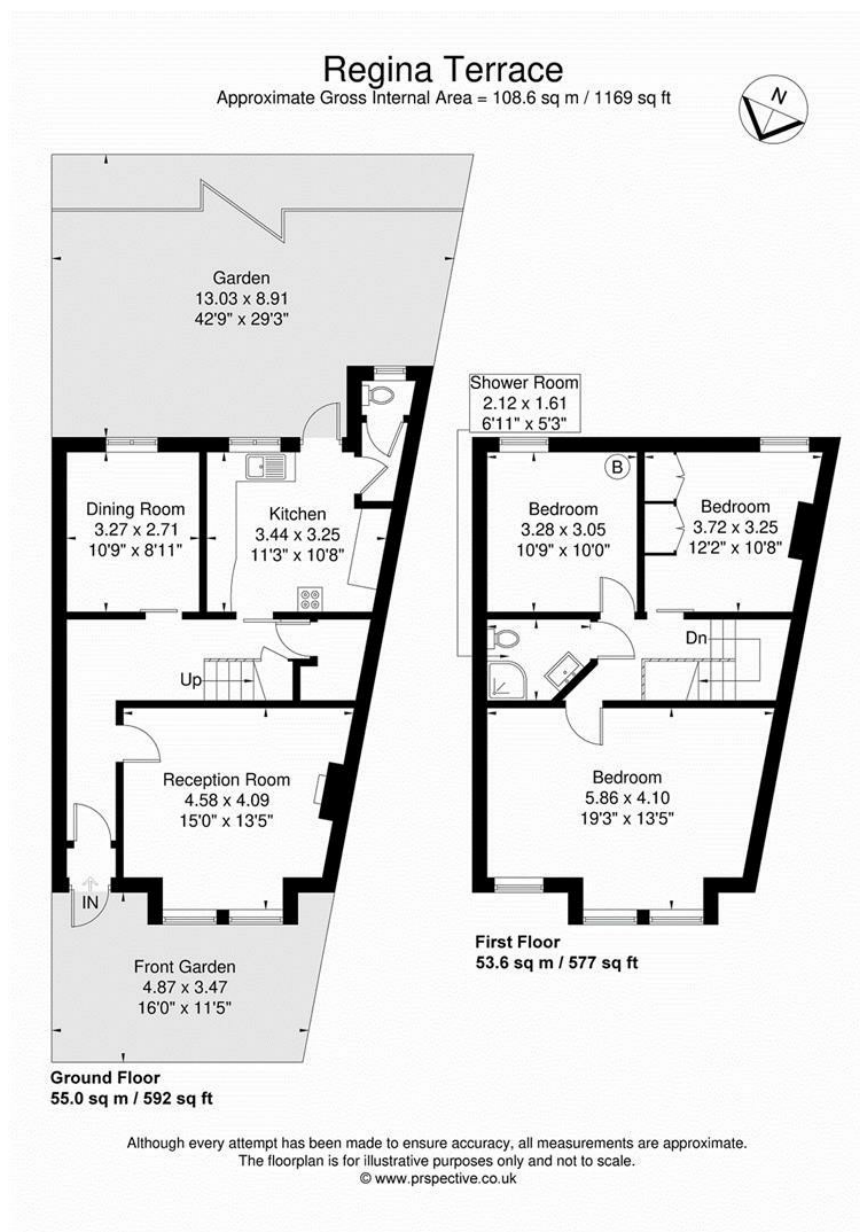 Regina Terrace
Approximate Gross Internal Area = 108.6 sq m / 1169 sq ft
N
Garden
13.03 x 8.91
42'9" x 29'3"
Dining Room
3.27 x 2.71
10'9" x 8'11"
Kitchen
3.44 x 3.25
11'3" x 10'8"
Up
Reception Room
4.58 x 4.09
15'0" x 13'5"
IN
Front Garden
4.87 x 3.47
16'0" x 11'5"
Ground Floor
55.0 sq m / 592 sq ft
Shower Room
2.12 x 1.61
6'11" x 5'3"
B
Bedroom
3.28 x 3.05
10'9" x 10'0"
Bedroom
3.72 x 3.25
12'2" x 10'8"
Dn
Bedroom
5.86 x 4.10
19'3" x 13'5"
First Floor
53.6 sq m / 577 sq ft
Although every attempt has been made to ensure accuracy, all measurements are approximate.
The floorplan is for illustrative purposes only and not to scale.
© www.prspective.co.uk